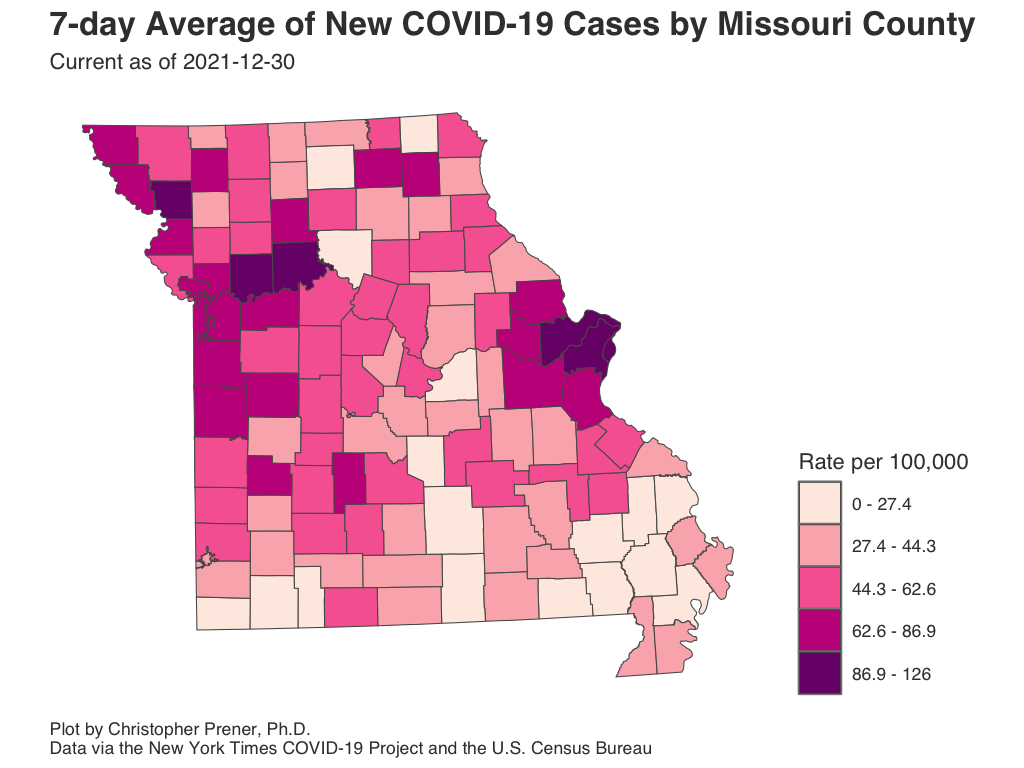 7-day Average of New COVID-19 Cases by Missouri County
Current as of 2021-12-30
Rate per 100,000
0 - 27.4
27.4 - 44.3
44.3 - 62.6
62.6 - 86.9
86.9 - 126
Plot by Christopher Prener, Ph.D.
Data via the New York Times COVID-19 Project and the U.S. Census Bureau